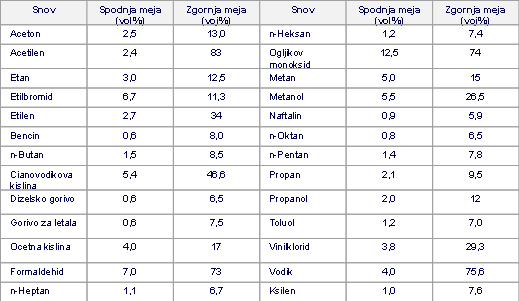 Snov Spodnja meja (vol%) Zgornja meja (vol%) Snov Spodnja meja (vol%) Zgornja meja (vol%)
Aceton 2,5 13,0 n-Heksan 1,2 7,4
Acetilen 2,4 83 Ogljikov monoksid 12,5 74
Etan 3,0 12,5 Metan 5,0 15
Etilbromid 6,7 11,3 Metanol 5,5 26,5
Etilen 2,7 34 Naftalin 0,9 5,9
Bencin 0,6 8,0 n-Oktan 0,8 6,5
n-Butan 1,5 8,5 n-Pentan 1,4 7,8
Cianovodikova kislina 5,4 46,6 Propan 2,1 9,5
Dizelsko gorivo 0,6 6,5 Propanol 2,0 12
Gorivo za letala 0,6 7,5 Toluol 1,2 7,0
Ocetna kislina 4,0 17 Vinilklorid 3,8 29,3
Formaldehid 7,0 73 Vodik 4,0 75,6
n-Heptan 1,1 6,7 Ksilen 1,0 7,6